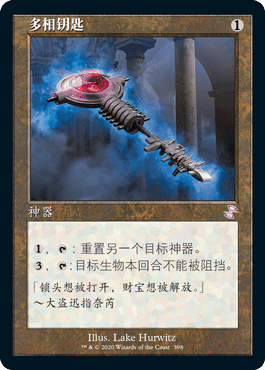 多相钥匙 1
神器
1, : 重置另一个目标神器。
3, :目标生物本回合不能被阻挡。
「锁头想被打开，财宝想被解放。」
～大盗迅指奈芮
Illus. Lake Hurwitz
™ & © 2020 Wizards of the Coast 398